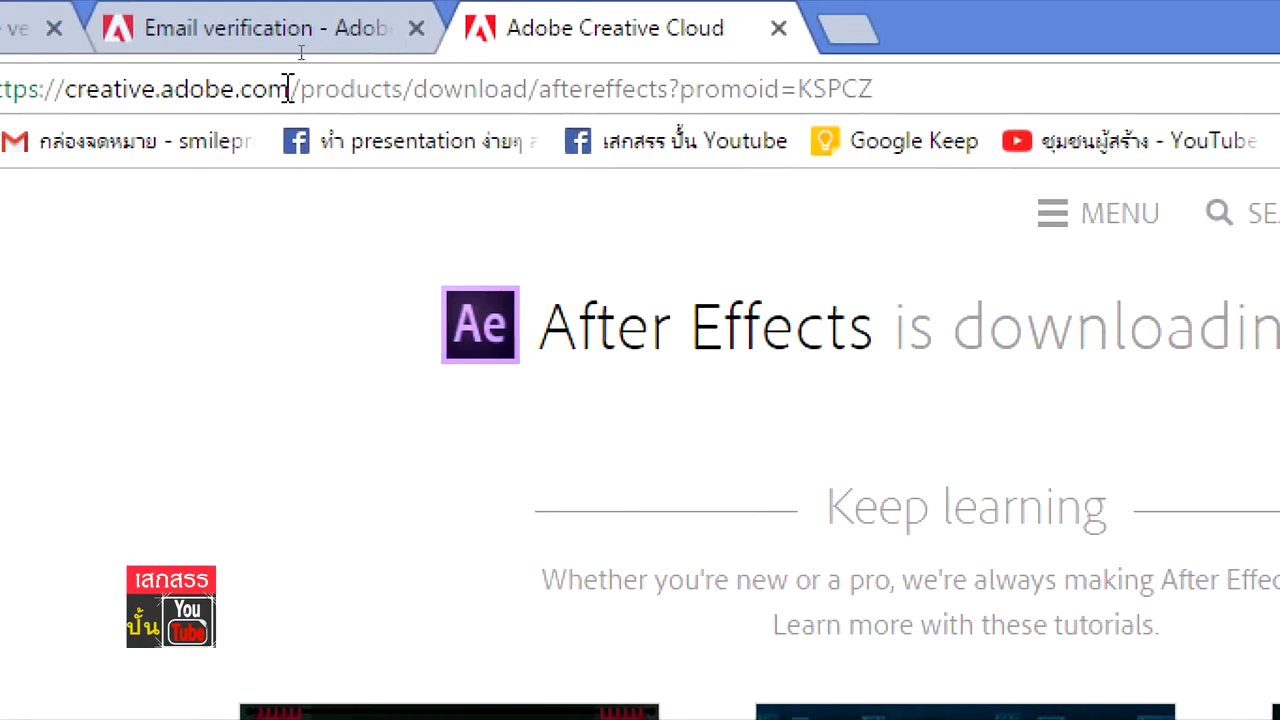 Email verification - Adob
Adobe Creative Cloud
ttps://creative.adobe.com/products/download/aftereffects?promoid=KSPCZ
กล่องจดหมาย - smilepr
ทำ presentation ง่ายๆ
เสกสรร ปั้น Youtube
Google Keep
ชุมชนผู้สร้าง - YouTube
MENU
SEA
Ae
After Effects is downloadin
Keep learning
Whether you're new or a pro, we're always making After Effec
Learn more with these tutorials.
เสกสรร
ปั้น
You
Tube